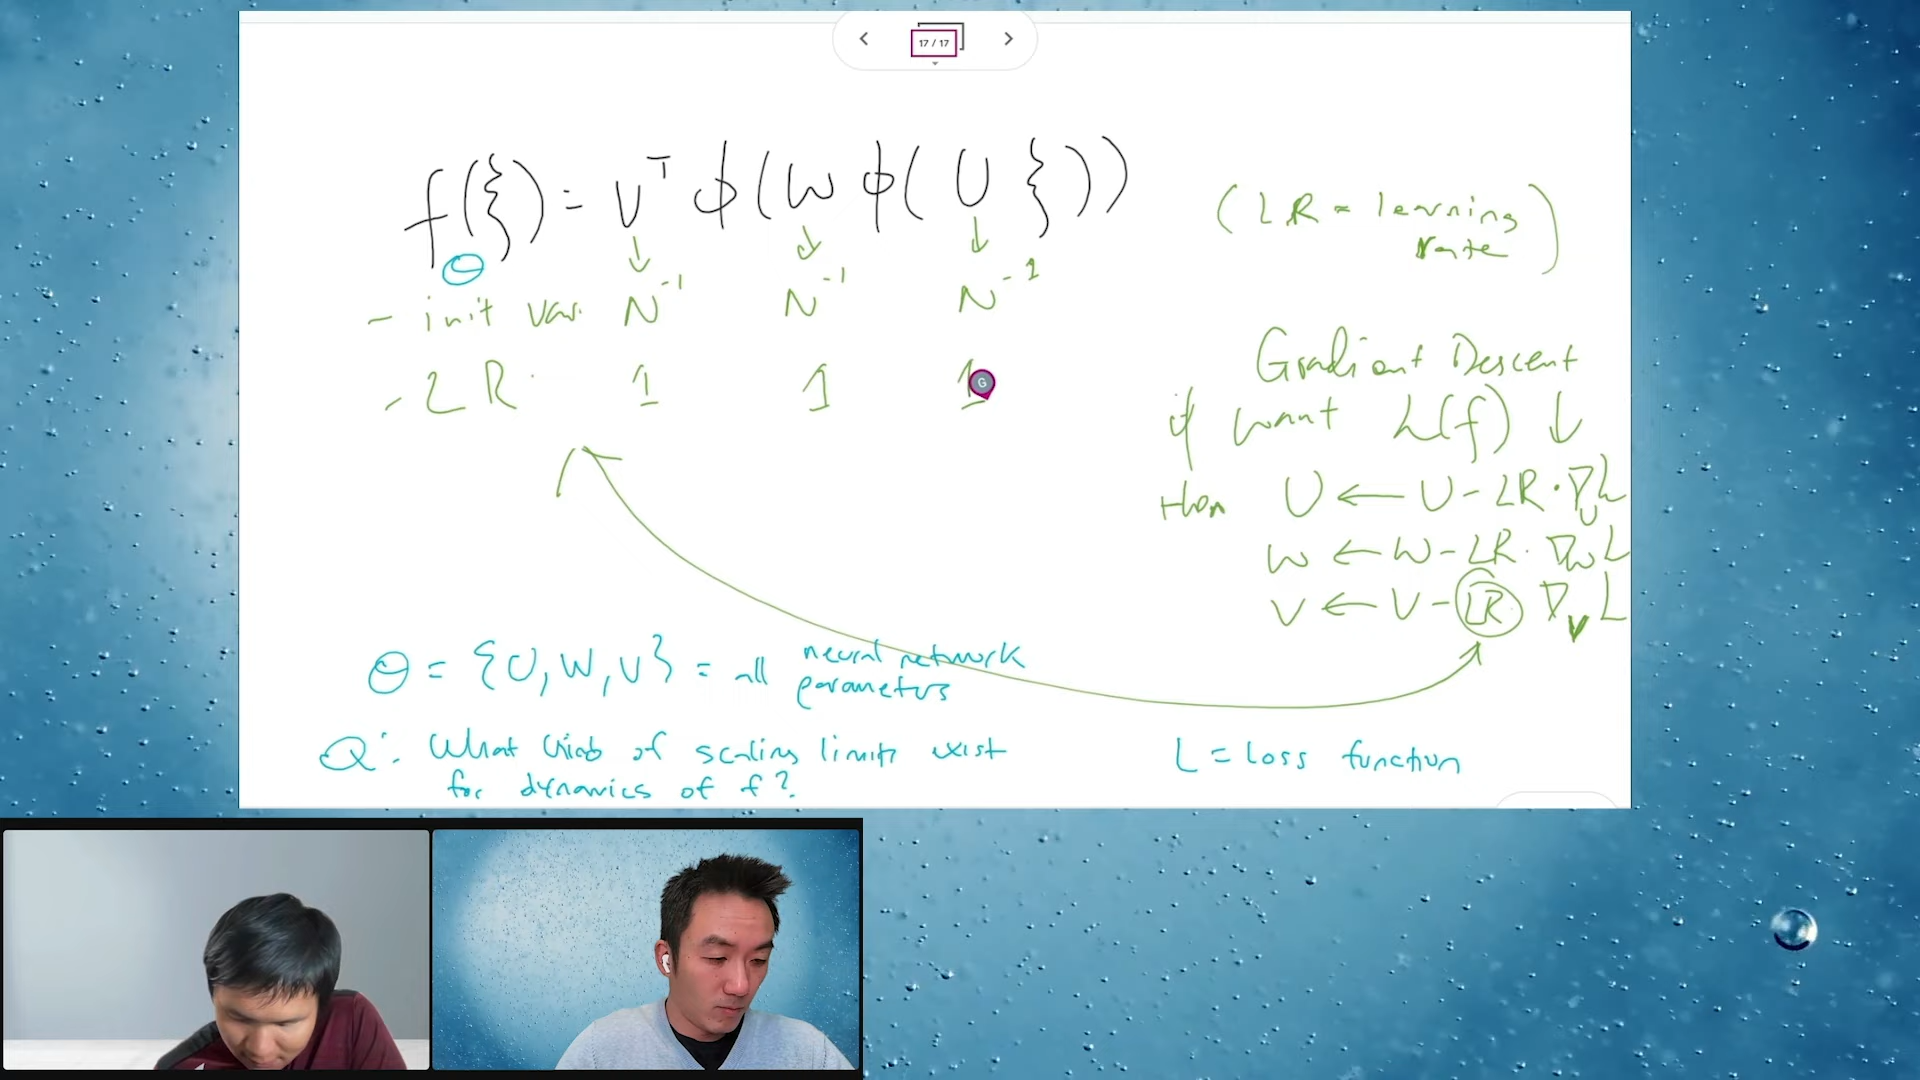 17 / 17
f_θ(ξ) = v^T φ(W φ(U ξ))
(LR = learning
rate)
- init var. N^-1 N^-1 N^-1
- LR 1 1 1
G
Gradient Descent
if want L(f) ↓
then U ← U - LR · ∇_U L
W ← W - LR · ∇_W L
V ← V - LR ∇_V L
θ = {U, W, V} = all neural network
parameters
Q: What kinds of scaling limits exist
for dynamics of f?
L = loss function